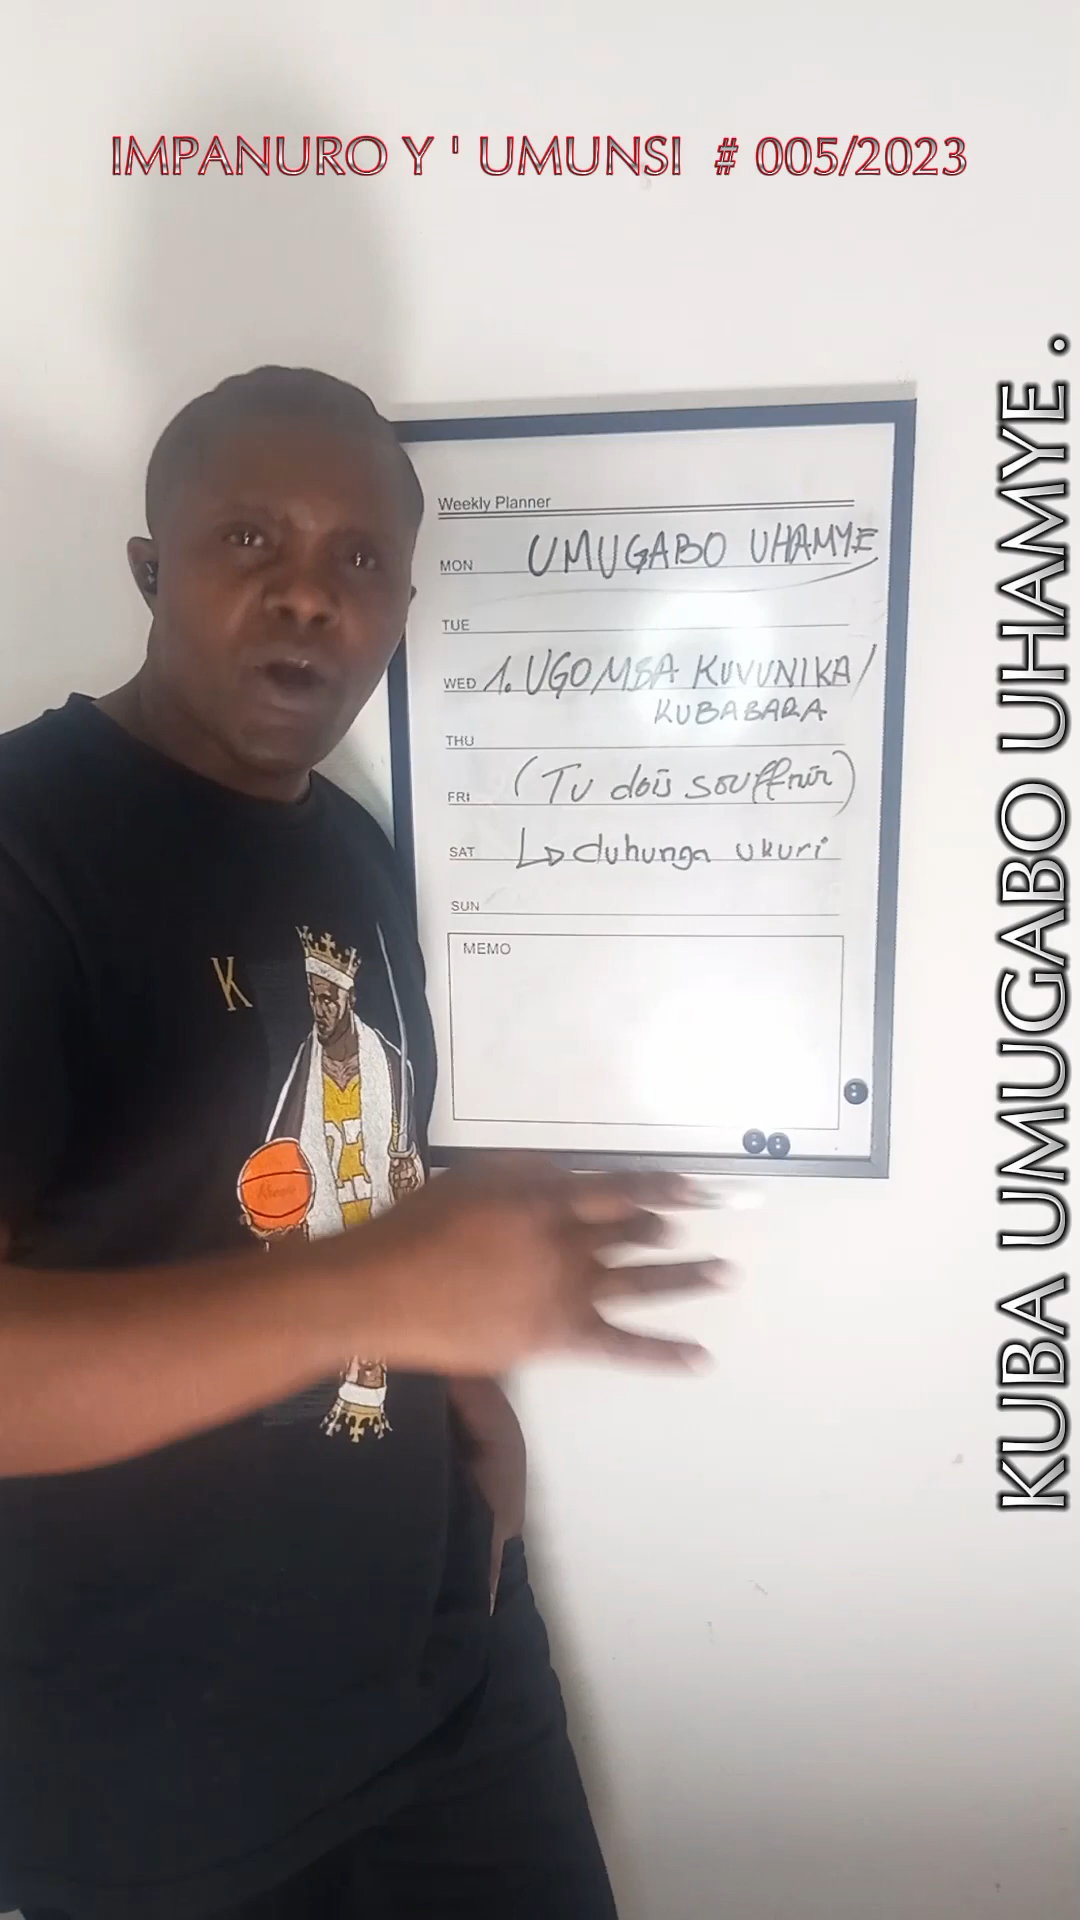 IMPANURO Y ' UMUNSI # 005/2023
KUBA UMUGABO UHAMYE .
Weekly Planner
MON UMUGABO UHAMYE
TUE
WED 1. UGOMBA KUVUNIKA/
KUBABARA
THU
FRI (Tu dois souffrir)
SAT ↳ duhunga ukuri
SUN
MEMO
K
23